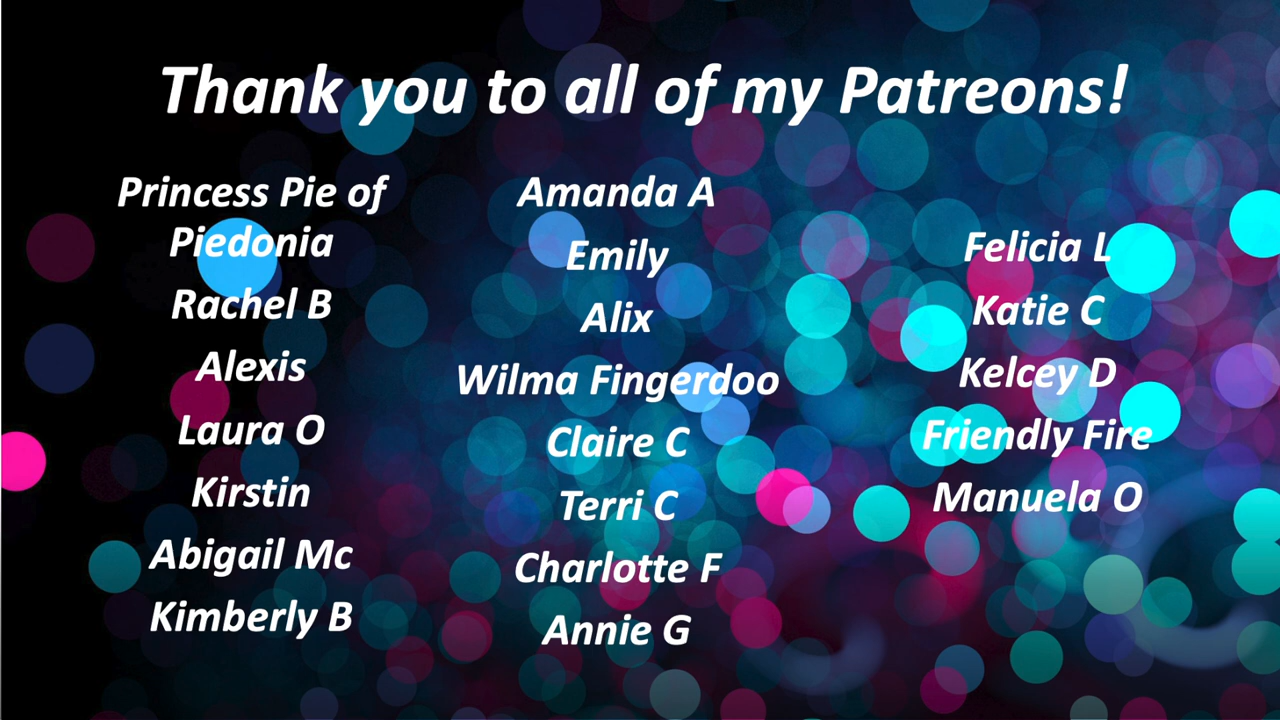 Thank you to all of my Patreons!
Princess Pie of
Piedonia
Rachel B
Alexis
Laura O
Kirstin
Abigail Mc
Kimberly B
Amanda A
Emily
Alix
Wilma Fingerdoo
Claire C
Terri C
Charlotte F
Annie G
Felicia L
Katie C
Kelcey D
Friendly Fire
Manuela O